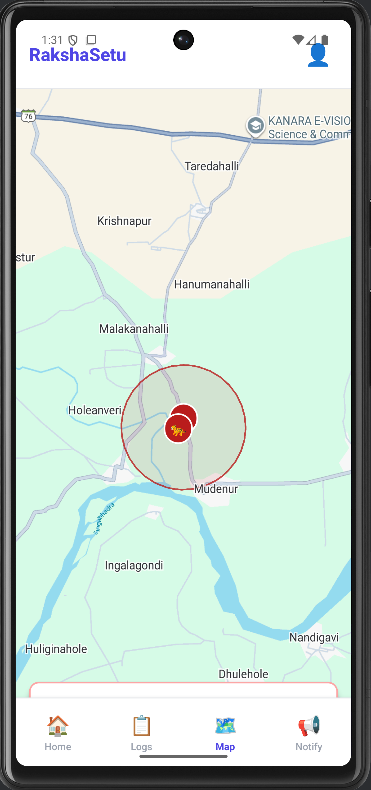 1:31
RakshaSetu
76
KANARA E-VISIO
Science & Comm
Taredahalli
Krishnapur
stur
Hanumanahalli
Malakanahalli
Holeanveri
Mudenur
Tungabhadra
Ingalagondi
Nandigavi
Huliginahole
Dhulehole
Home
Logs
Map
Notify